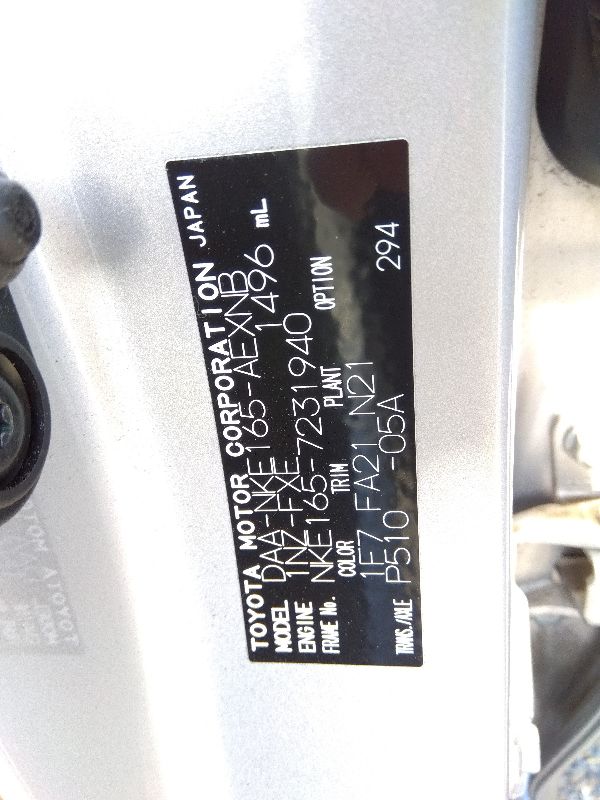 TOYOTA MOTOR CORPORATION JAPAN
MODEL DAA-NKE165-AEXNB
ENGINE 1NZ-FXE 1496 mL
FRAME No. NKE165-7231940
COLOR TRIM PLANT OPTION
1F7 FA21 N21
TRANS./AXLE P510 -05A 294